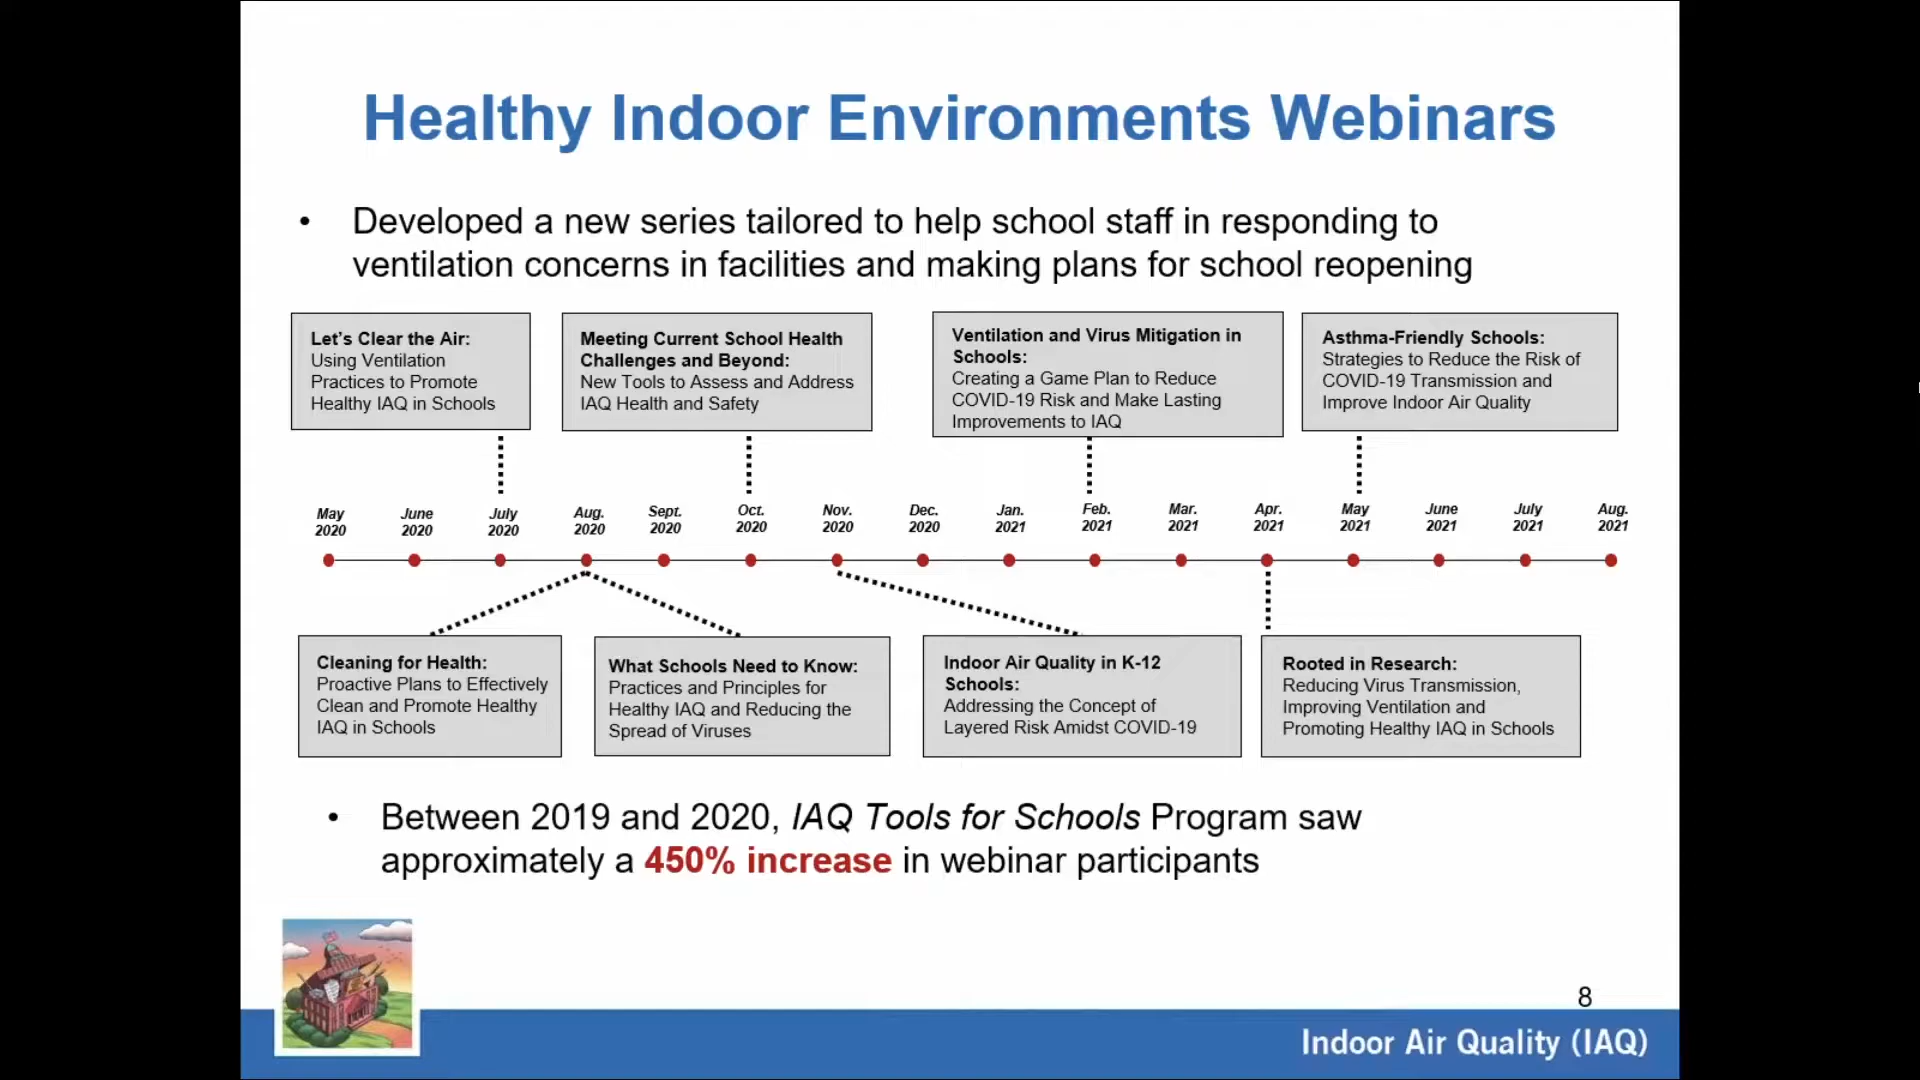 Healthy Indoor Environments Webinars
• Developed a new series tailored to help school staff in responding to
ventilation concerns in facilities and making plans for school reopening
Let's Clear the Air:
Using Ventilation
Practices to Promote
Healthy IAQ in Schools
Meeting Current School Health
Challenges and Beyond:
New Tools to Assess and Address
IAQ Health and Safety
Ventilation and Virus Mitigation in
Schools:
Creating a Game Plan to Reduce
COVID-19 Risk and Make Lasting
Improvements to IAQ
Asthma-Friendly Schools:
Strategies to Reduce the Risk of
COVID-19 Transmission and
Improve Indoor Air Quality
May
2020
June
2020
July
2020
Aug.
2020
Sept.
2020
Oct.
2020
Nov.
2020
Dec.
2020
Jan.
2021
Feb.
2021
Mar.
2021
Apr.
2021
May
2021
June
2021
July
2021
Aug.
2021
Cleaning for Health:
Proactive Plans to Effectively
Clean and Promote Healthy
IAQ in Schools
What Schools Need to Know:
Practices and Principles for
Healthy IAQ and Reducing the
Spread of Viruses
Indoor Air Quality in K-12
Schools:
Addressing the Concept of
Layered Risk Amidst COVID-19
Rooted in Research:
Reducing Virus Transmission,
Improving Ventilation and
Promoting Healthy IAQ in Schools
• Between 2019 and 2020, IAQ Tools for Schools Program saw
approximately a 450% increase in webinar participants
8
Indoor Air Quality (IAQ)